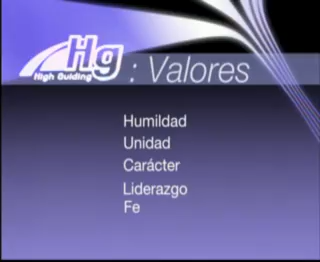 Hg : Valores
High Guiding
Humildad
Unidad
Carácter
Liderazgo
Fe